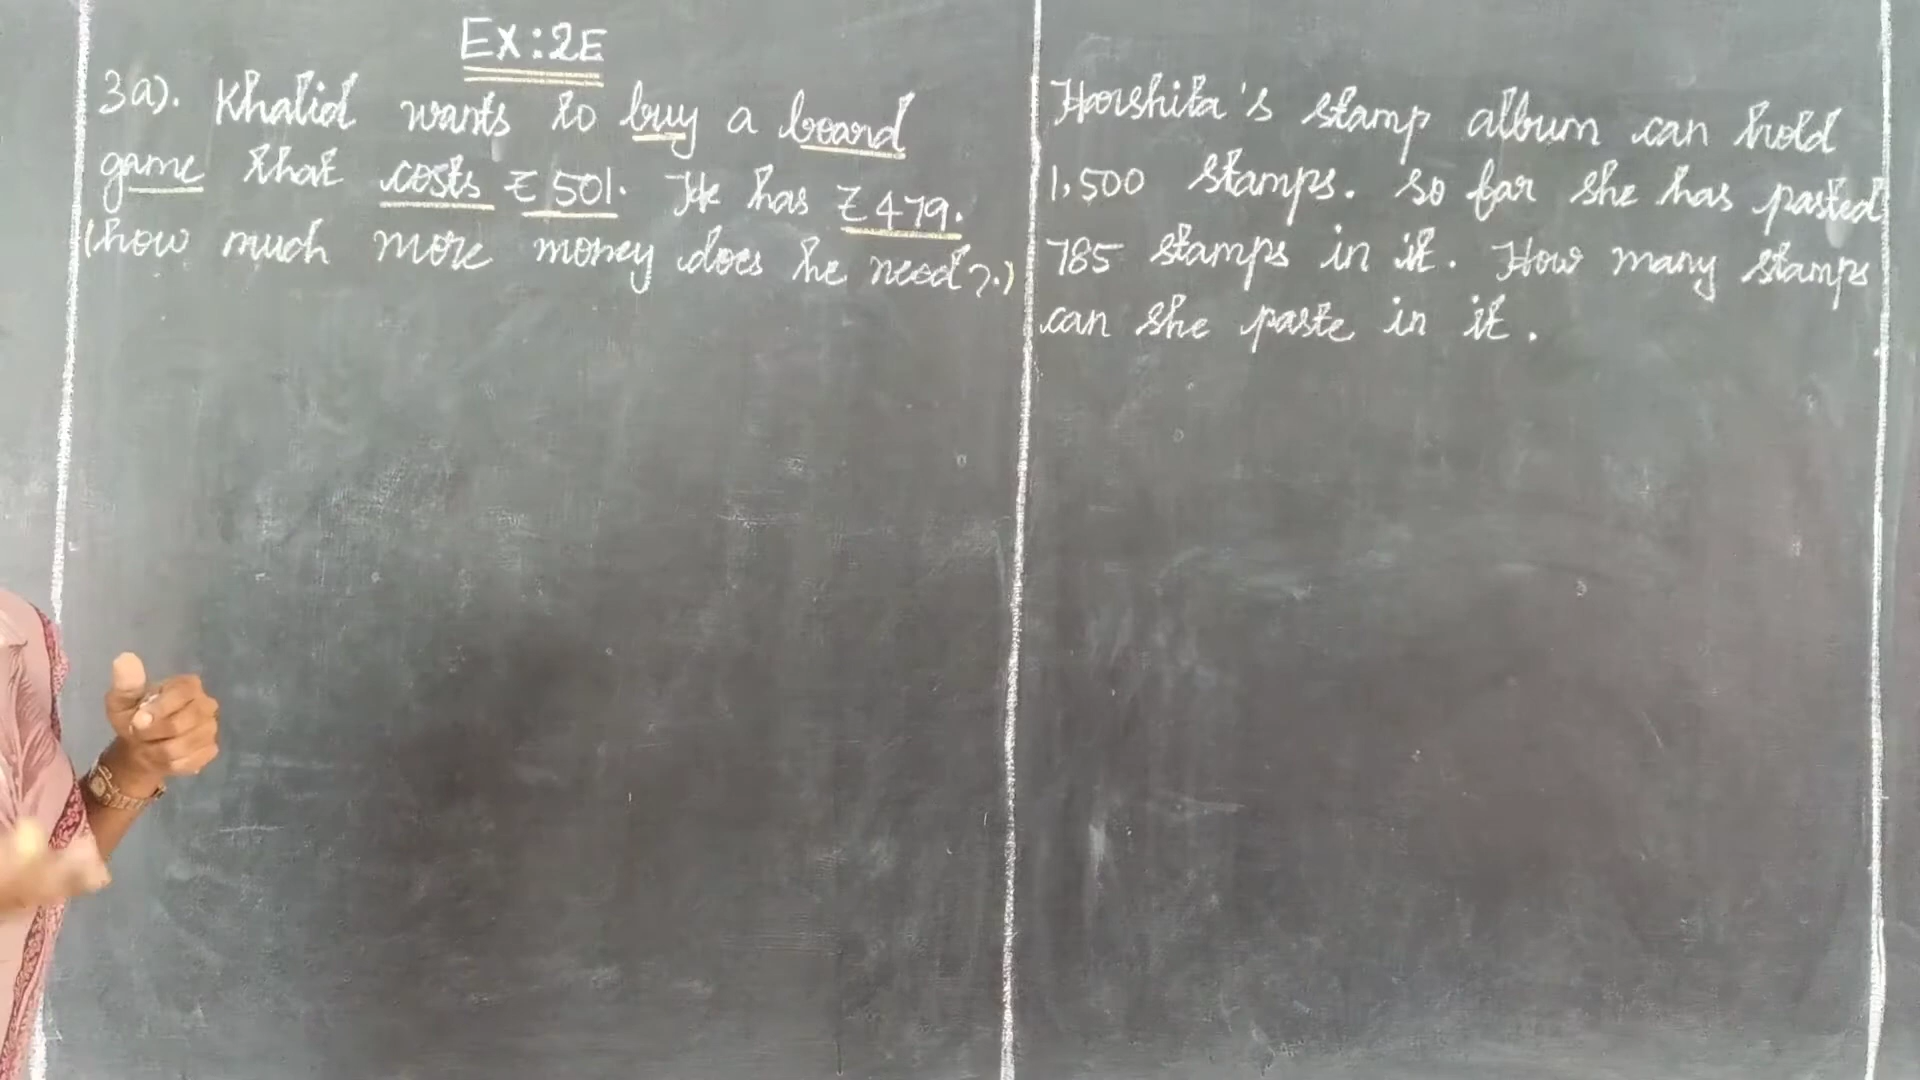 Ex:2E
3a). Khalid wants to buy a board
game that costs ₹501. He has ₹479.
(how much more money does he need?.)
Harshita's stamp album can hold
1,500 stamps. So far she has pasted
785 stamps in it. How many stamps
can she paste in it.